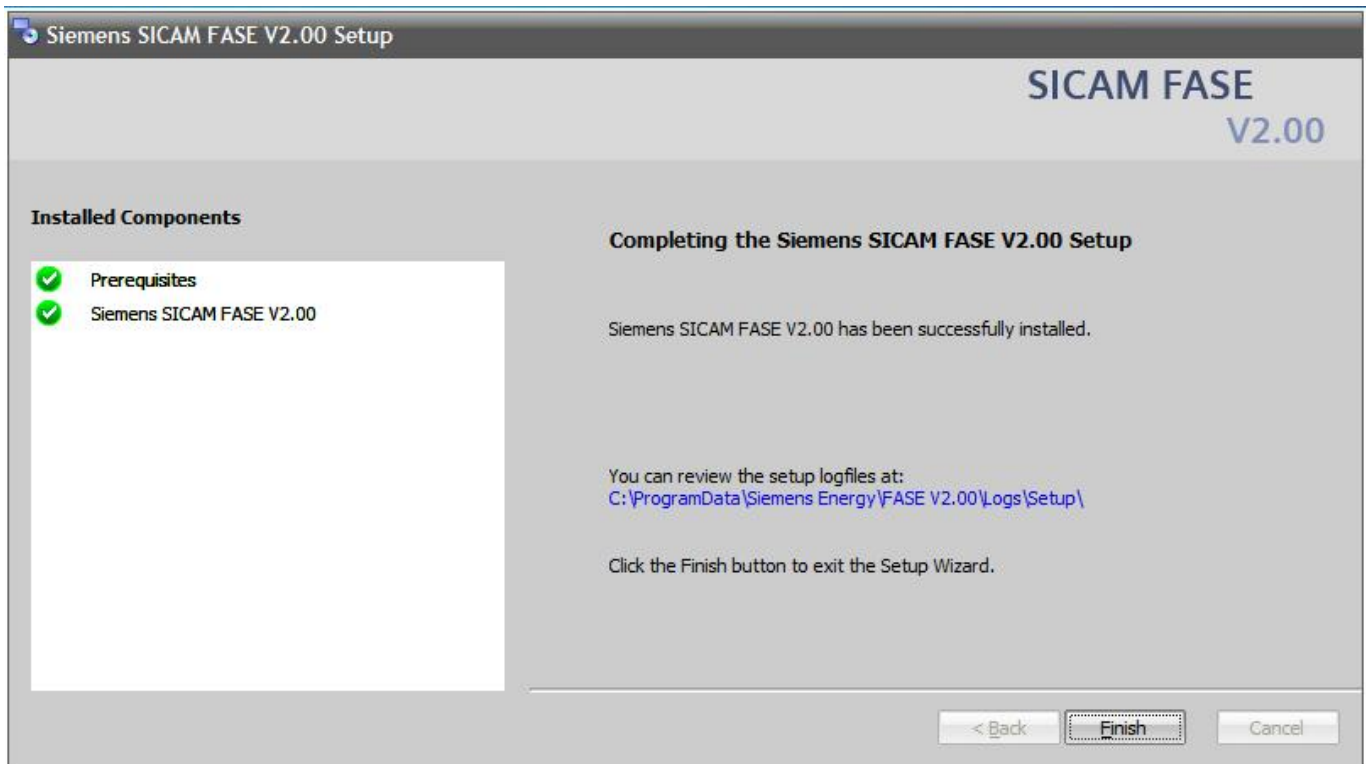 Siemens SICAM FASE V2.00 Setup
SICAM FASE
V2.00
Installed Components
Prerequisites
Siemens SICAM FASE V2.00
Completing the Siemens SICAM FASE V2.00 Setup
Siemens SICAM FASE V2.00 has been successfully installed.
You can review the setup logfiles at:
C:\ProgramData\Siemens Energy\FASE V2.00\Logs\Setup\
Click the Finish button to exit the Setup Wizard.
< Back
Finish
Cancel